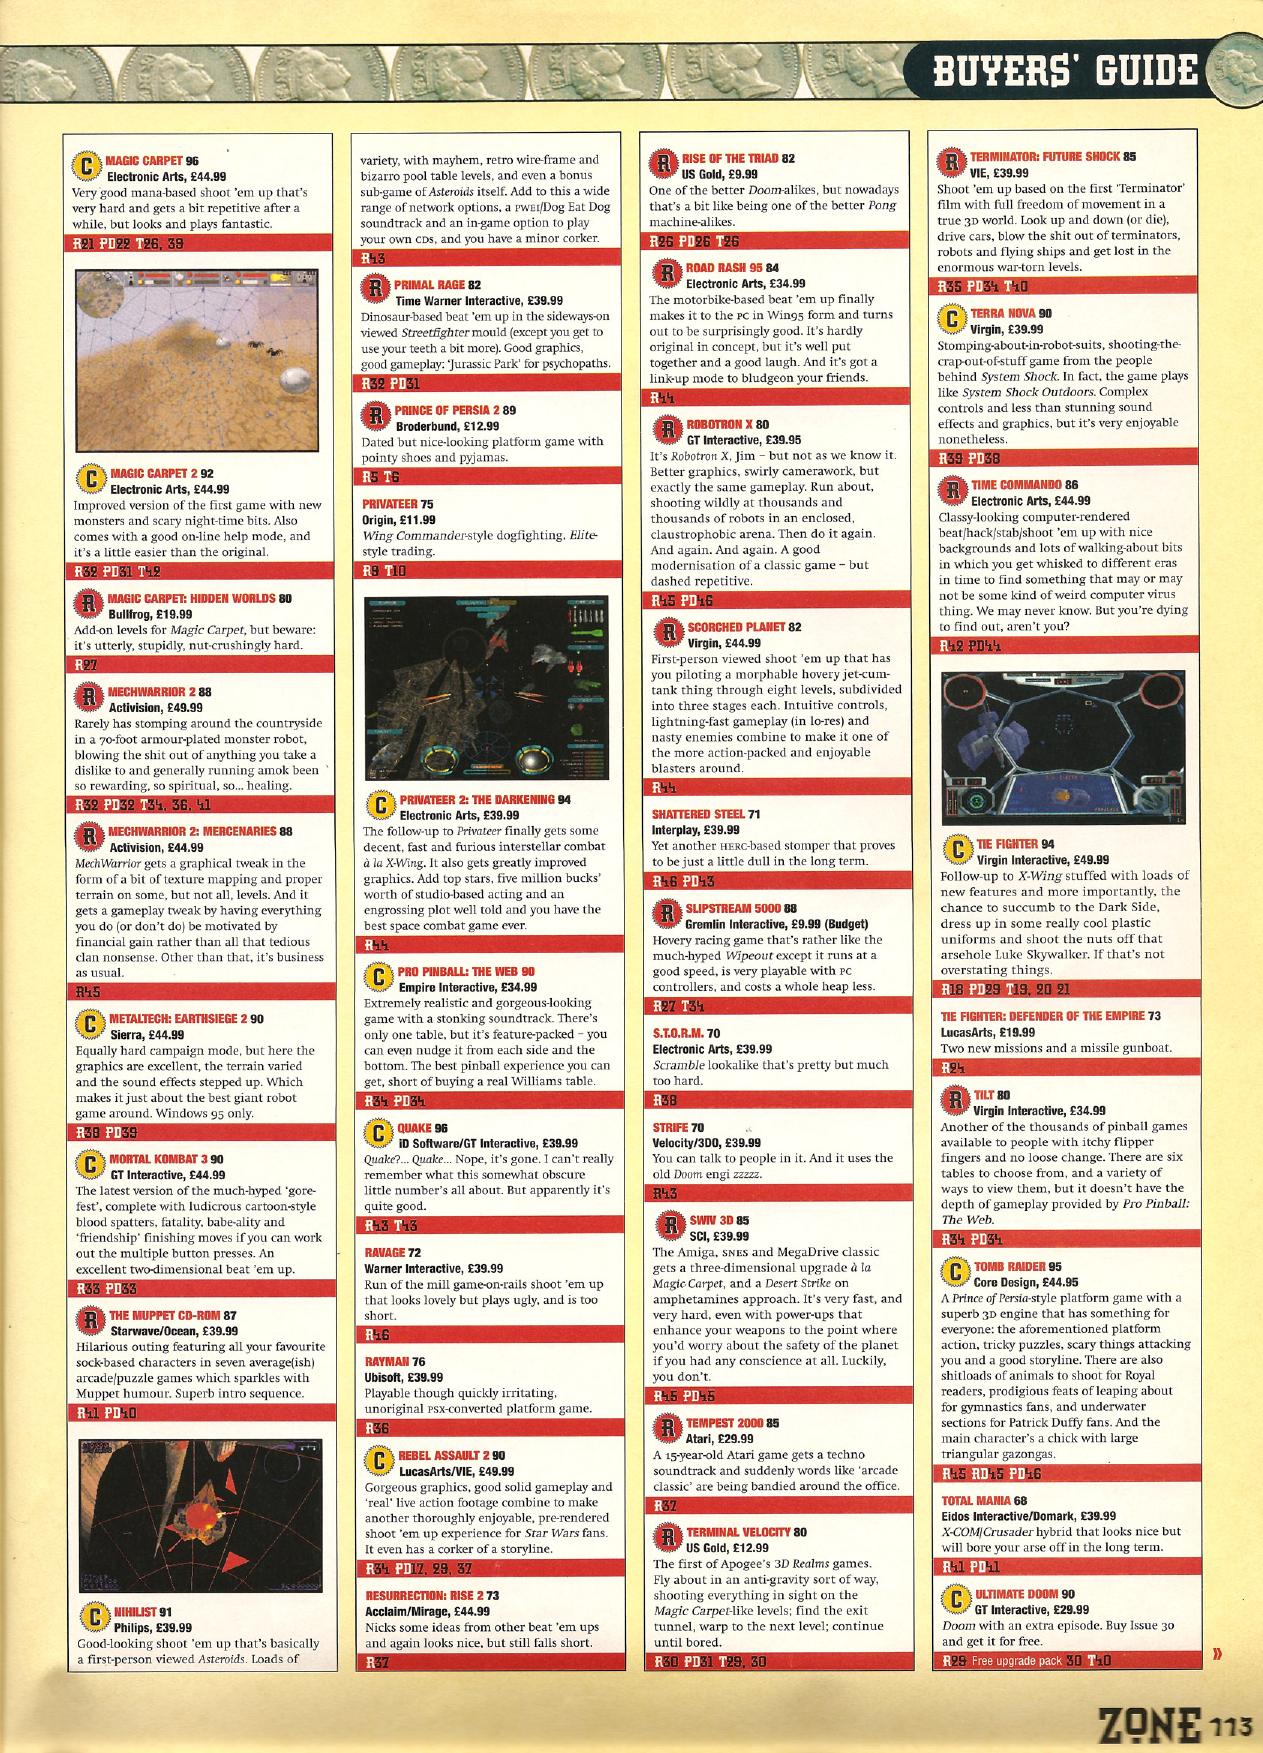 BUYERS' GUIDE
C MAGIC CARPET 96
Electronic Arts, £44.99
Very good mana-based shoot 'em up that's
very hard and gets a bit repetitive after a
while, but looks and plays fantastic.
R21 PD22 T26, 39
C MAGIC CARPET 2 92
Electronic Arts, £44.99
Improved version of the first game with new
monsters and scary night-time bits. Also
comes with a good on-line help mode, and
it's a little easier than the original.
R32 PD31 T42
R MAGIC CARPET: HIDDEN WORLDS 80
Bullfrog, £19.99
Add-on levels for Magic Carpet, but beware:
it's utterly, stupidly, nut-crushingly hard.
R27
R MECHWARRIOR 2 88
Activision, £49.99
Rarely has stomping around the countryside
in a 70-foot armour-plated monster robot,
blowing the shit out of anything you take a
dislike to and generally running amok been
so rewarding, so spiritual, so... healing.
R32 PD32 T34, 36, 41
R MECHWARRIOR 2: MERCENARIES 88
Activision, £44.99
MechWarrior gets a graphical tweak in the
form of a bit of texture mapping and proper
terrain on some, but not all, levels. And it
gets a gameplay tweak by having everything
you do (or don't do) be motivated by
financial gain rather than all that tedious
clan nonsense. Other than that, it's business
as usual.
R45
C METALTECH: EARTHSIEGE 2 90
Sierra, £44.99
Equally hard campaign mode, but here the
graphics are excellent, the terrain varied
and the sound effects stepped up. Which
makes it just about the best giant robot
game around. Windows 95 only.
R38 PD39
C MORTAL KOMBAT 3 90
GT Interactive, £44.99
The latest version of the much-hyped 'gore-
fest', complete with ludicrous cartoon-style
blood spatters, fatality, babe-ality and
'friendship' finishing moves if you can work
out the multiple button presses. An
excellent two-dimensional beat 'em up.
R33 PD33
R THE MUPPET CD-ROM 87
Starwave/Ocean, £39.99
Hilarious outing featuring all your favourite
sock-based characters in seven average(ish)
arcade/puzzle games which sparkles with
Muppet humour. Superb intro sequence.
R41 PD40
C NIHILIST 91
Philips, £39.99
Good-looking shoot 'em up that's basically
a first-person viewed Asteroids. Loads of
variety, with mayhem, retro wire-frame and
bizarro pool table levels, and even a bonus
sub-game of Asteroids itself. Add to this a wide
range of network options, a PWEI/Dog Eat Dog
soundtrack and an in-game option to play
your own CDs, and you have a minor corker.
R43
R PRIMAL RAGE 82
Time Warner Interactive, £39.99
Dinosaur-based beat 'em up in the sideways-on
viewed Streetfighter mould (except you get to
use your teeth a bit more). Good graphics,
good gameplay: 'Jurassic Park' for psychopaths.
R32 PD31
R PRINCE OF PERSIA 2 89
Broderbund, £12.99
Dated but nice-looking platform game with
pointy shoes and pyjamas.
R5 T6
PRIVATEER 75
Origin, £11.99
Wing Commander-style dogfighting, Elite-
style trading.
R9 T10
C PRIVATEER 2: THE DARKENING 94
Electronic Arts, £39.99
The follow-up to Privateer finally gets some
decent, fast and furious interstellar combat
à la X-Wing. It also gets greatly improved
graphics. Add top stars, five million bucks'
worth of studio-based acting and an
engrossing plot well told and you have the
best space combat game ever.
R44
C PRO PINBALL: THE WEB 90
Empire Interactive, £34.99
Extremely realistic and gorgeous-looking
game with a stonking soundtrack. There's
only one table, but it's feature-packed – you
can even nudge it from each side and the
bottom. The best pinball experience you can
get, short of buying a real Williams table.
R34 PD34
C QUAKE 96
iD Software/GT Interactive, £39.99
Quake?... Quake... Nope, it's gone. I can't really
remember what this somewhat obscure
little number's all about. But apparently it's
quite good.
R43 T43
RAVAGE 72
Warner Interactive, £39.99
Run of the mill game-on-rails shoot 'em up
that looks lovely but plays ugly, and is too
short.
R46
RAYMAN 76
Ubisoft, £39.99
Playable though quickly irritating,
unoriginal PSX-converted platform game.
R36
C REBEL ASSAULT 2 90
LucasArts/VIE, £49.99
Gorgeous graphics, good solid gameplay and
'real' live action footage combine to make
another thoroughly enjoyable, pre-rendered
shoot 'em up experience for Star Wars fans.
It even has a corker of a storyline.
R34 PD17, 29, 37
RESURRECTION: RISE 2 73
Acclaim/Mirage, £44.99
Nicks some ideas from other beat 'em ups
and again looks nice, but still falls short.
R37
R RISE OF THE TRIAD 82
US Gold, £9.99
One of the better Doom-alikes, but nowadays
that's a bit like being one of the better Pong
machine-alikes.
R26 PD26 T26
R ROAD RASH 95 84
Electronic Arts, £34.99
The motorbike-based beat 'em up finally
makes it to the PC in Win95 form and turns
out to be surprisingly good. It's hardly
original in concept, but it's well put
together and a good laugh. And it's got a
link-up mode to bludgeon your friends.
R44
R ROBOTRON X 80
GT Interactive, £39.95
It's Robotron X, Jim – but not as we know it.
Better graphics, swirly camerawork, but
exactly the same gameplay. Run about,
shooting wildly at thousands and
thousands of robots in an enclosed,
claustrophobic arena. Then do it again.
And again. And again. A good
modernisation of a classic game – but
dashed repetitive.
R45 PD46
R SCORCHED PLANET 82
Virgin, £44.99
First-person viewed shoot 'em up that has
you piloting a morphable hovery jet-cum-
tank thing through eight levels, subdivided
into three stages each. Intuitive controls,
lightning-fast gameplay (in lo-res) and
nasty enemies combine to make it one of
the more action-packed and enjoyable
blasters around.
R44
SHATTERED STEEL 71
Interplay, £39.99
Yet another HERC-based stomper that proves
to be just a little dull in the long term.
R46 PD43
R SLIPSTREAM 5000 88
Gremlin Interactive, £9.99 (Budget)
Hovery racing game that's rather like the
much-hyped Wipeout except it runs at a
good speed, is very playable with PC
controllers, and costs a whole heap less.
R27 T34
S.T.O.R.M. 70
Electronic Arts, £39.99
Scramble lookalike that's pretty but much
too hard.
R38
STRIFE 70
Velocity/3DO, £39.99
You can talk to people in it. And it uses the
old Doom engi zzzzz.
R43
R SWIV 3D 85
SCI, £39.99
The Amiga, SNES and MegaDrive classic
gets a three-dimensional upgrade à la
Magic Carpet, and a Desert Strike on
amphetamines approach. It's very fast, and
very hard, even with power-ups that
enhance your weapons to the point where
you'd worry about the safety of the planet
if you had any conscience at all. Luckily,
you don't.
R45 PD45
R TEMPEST 2000 85
Atari, £29.99
A 15-year-old Atari game gets a techno
soundtrack and suddenly words like 'arcade
classic' are being bandied around the office.
R37
R TERMINAL VELOCITY 80
US Gold, £12.99
The first of Apogee's 3D Realms games.
Fly about in an anti-gravity sort of way,
shooting everything in sight on the
Magic Carpet-like levels; find the exit
tunnel, warp to the next level; continue
until bored.
R30 PD31 T29, 30
R TERMINATOR: FUTURE SHOCK 85
VIE, £39.99
Shoot 'em up based on the first 'Terminator'
film with full freedom of movement in a
true 3D world. Look up and down (or die),
drive cars, blow the shit out of terminators,
robots and flying ships and get lost in the
enormous war-torn levels.
R35 PD34 T40
C TERRA NOVA 90
Virgin, £39.99
Stomping-about-in-robot-suits, shooting-the-
crap-out-of-stuff game from the people
behind System Shock. In fact, the game plays
like System Shock Outdoors. Complex
controls and less than stunning sound
effects and graphics, but it's very enjoyable
nonetheless.
R39 PD38
R TIME COMMANDO 86
Electronic Arts, £44.99
Classy-looking computer-rendered
beat/hack/stab/shoot 'em up with nice
backgrounds and lots of walking-about bits
in which you get whisked to different eras
in time to find something that may or may
not be some kind of weird computer virus
thing. We may never know. But you're dying
to find out, aren't you?
R42 PD44
C TIE FIGHTER 94
Virgin Interactive, £49.99
Follow-up to X-Wing stuffed with loads of
new features and more importantly, the
chance to succumb to the Dark Side,
dress up in some really cool plastic
uniforms and shoot the nuts off that
arsehole Luke Skywalker. If that's not
overstating things.
R18 PD29 T19, 20 21
TIE FIGHTER: DEFENDER OF THE EMPIRE 73
LucasArts, £19.99
Two new missions and a missile gunboat.
R24
R TILT 80
Virgin Interactive, £34.99
Another of the thousands of pinball games
available to people with itchy flipper
fingers and no loose change. There are six
tables to choose from, and a variety of
ways to view them, but it doesn't have the
depth of gameplay provided by Pro Pinball:
The Web.
R34 PD34
C TOMB RAIDER 95
Core Design, £44.95
A Prince of Persia-style platform game with a
superb 3D engine that has something for
everyone: the aforementioned platform
action, tricky puzzles, scary things attacking
you and a good storyline. There are also
shitloads of animals to shoot for Royal
readers, prodigious feats of leaping about
for gymnastics fans, and underwater
sections for Patrick Duffy fans. And the
main character's a chick with large
triangular gazongas.
R45 RD45 PD46
TOTAL MANIA 68
Eidos Interactive/Domark, £39.99
X-COM/Crusader hybrid that looks nice but
will bore your arse off in the long term.
R41 PD41
C ULTIMATE DOOM 90
GT Interactive, £29.99
Doom with an extra episode. Buy Issue 30
and get it for free.
R29 Free upgrade pack 30 T40
»
ZONE 113